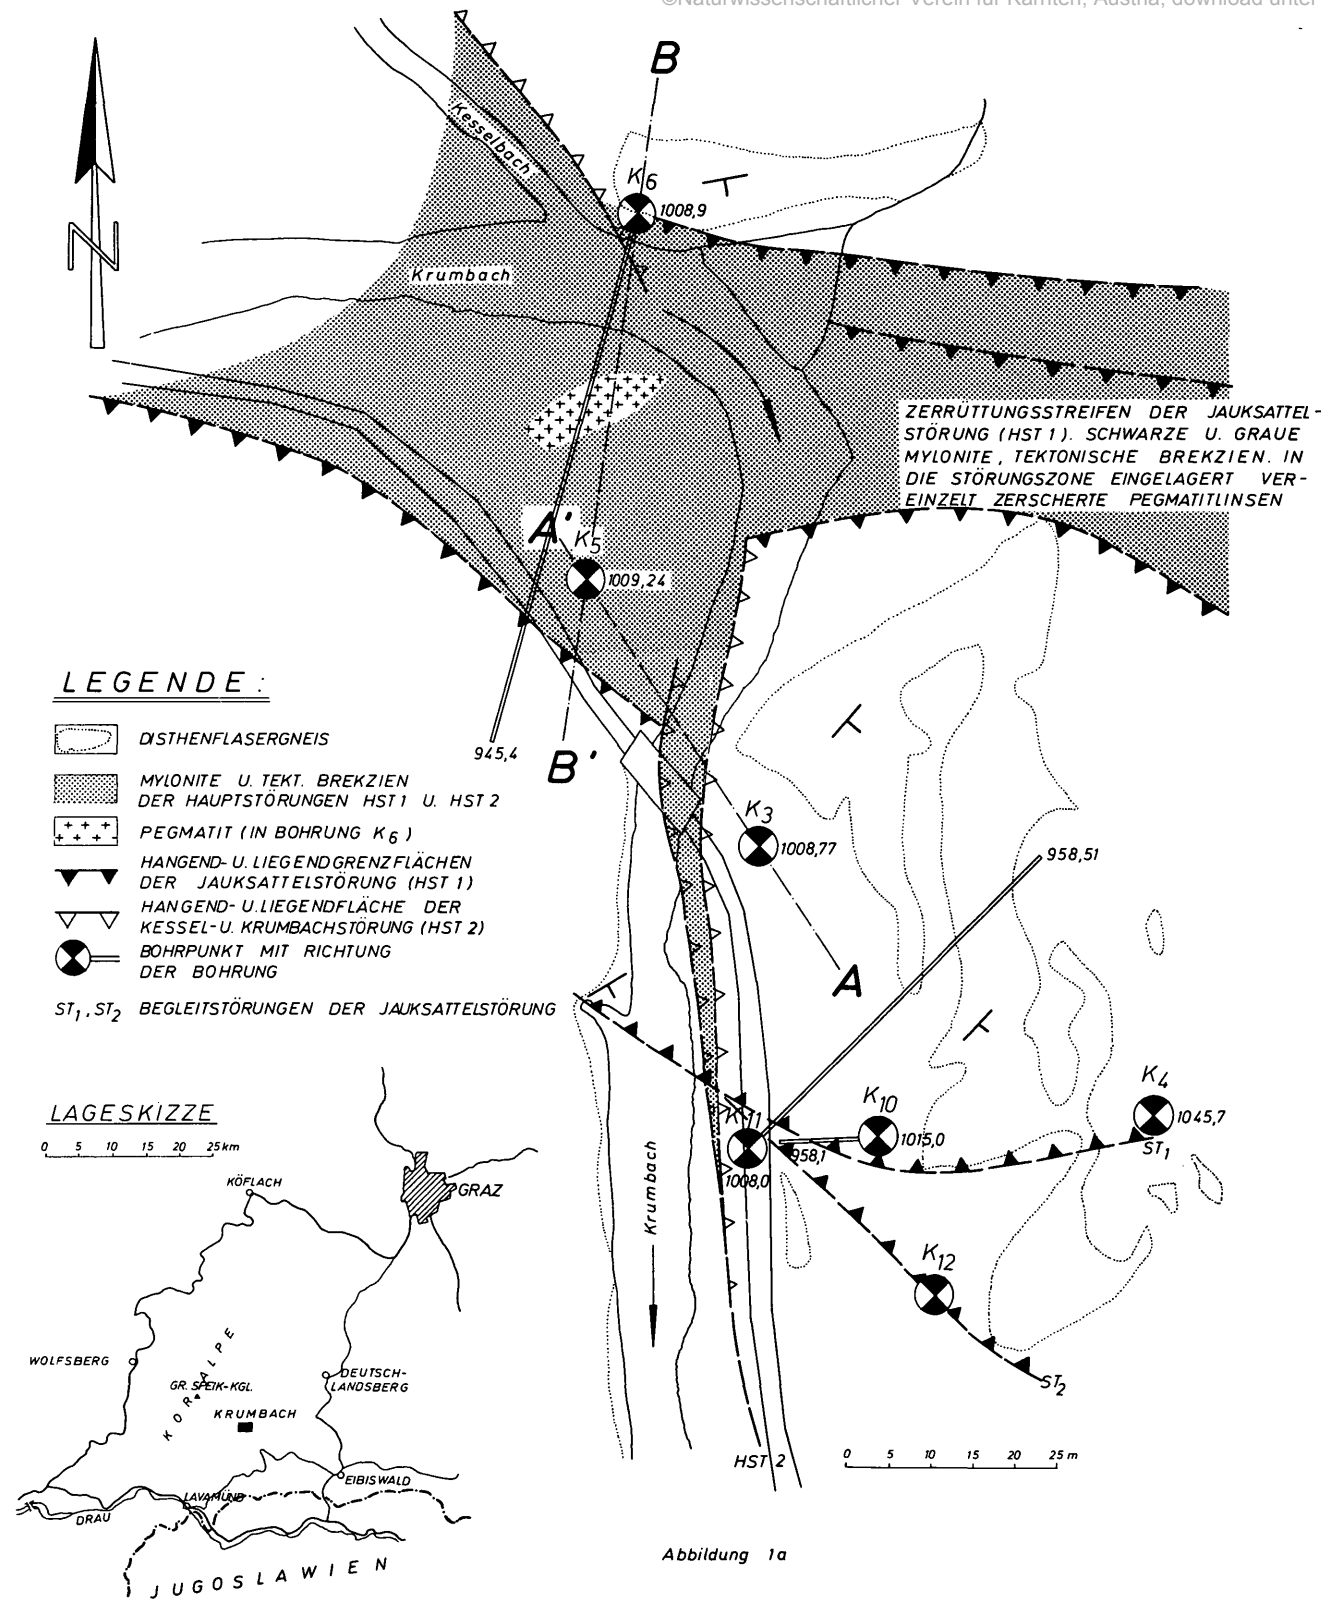 ©Naturwissenschaftlicher Verein für Kärnten, Austria, download unter
B
Kesselbach
K6
1008,9
N
Krumbach
ZERRÜTTUNGSSTREIFEN DER JAUKSATTEL-
STÖRUNG (HST 1). SCHWARZE U. GRAUE
MYLONITE, TEKTONISCHE BREKZIEN. IN
DIE STÖRUNGSZONE EINGELAGERT VER-
EINZELT ZERSCHERTE PEGMATITLINSEN
A'
K5
1009,24
945,4
B'
K3
1008,77
958,51
A
LEGENDE:
DISTHENFLASERGNEIS
MYLONITE U. TEKT. BREKZIEN
DER HAUPTSTÖRUNGEN HST 1 U. HST 2
PEGMATIT (IN BOHRUNG K6)
HANGEND- U. LIEGENDGRENZFLÄCHEN
DER JAUKSATTELSTÖRUNG (HST 1)
HANGEND- U. LIEGENDFLÄCHE DER
KESSEL- U. KRUMBACHSTÖRUNG (HST 2)
BOHRPUNKT MIT RICHTUNG
DER BOHRUNG
ST1, ST2 BEGLEITSTÖRUNGEN DER JAUKSATTELSTÖRUNG
K11
1008,0
958,1
K10
1015,0
K4
1045,7
ST1
K12
ST2
Krumbach
HST 2
0 5 10 15 20 25 m
LAGESKIZZE
0 5 10 15 20 25 km
KÖFLACH
GRAZ
WOLFSBERG
KORALPE
GR. SPEIK-KGL.
DEUTSCH-
LANDSBERG
KRUMBACH
EIBISWALD
LAVAMÜND
DRAU
JUGOSLAWIEN
Abbildung 1a